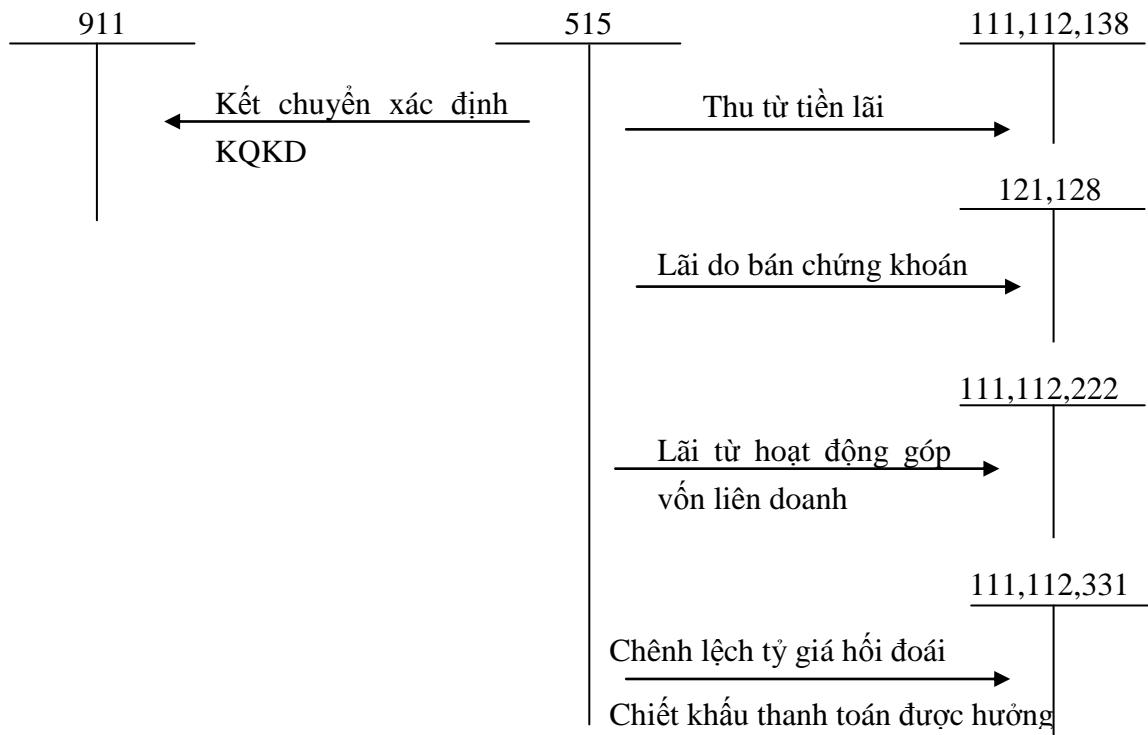 911
515
111,112,138
Kết chuyển xác định
KQKD
Thu từ tiền lãi
121,128
Lãi do bán chứng khoán
111,112,222
Lãi từ hoạt động góp
vốn liên doanh
111,112,331
Chênh lệch tỷ giá hối đoái
Chiết khấu thanh toán được hưởng